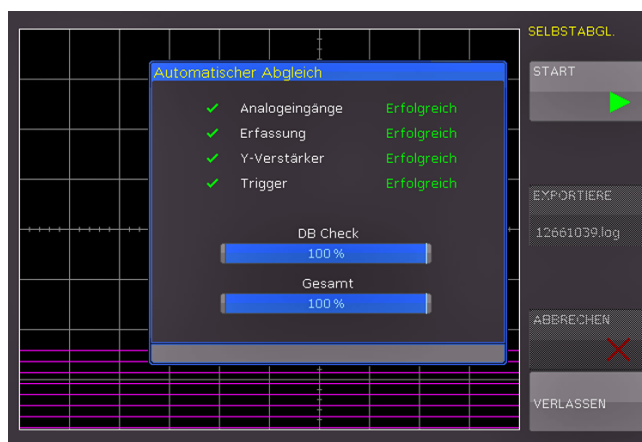 SELBSTABGL.
START
Automatischer Abgleich
Analogeingänge Erfolgreich
Erfassung Erfolgreich
Y-Verstärker Erfolgreich
Trigger Erfolgreich
DB Check
100 %
Gesamt
100 %
EXPORTIERE
12661039.log
ABBRECHEN
VERLASSEN